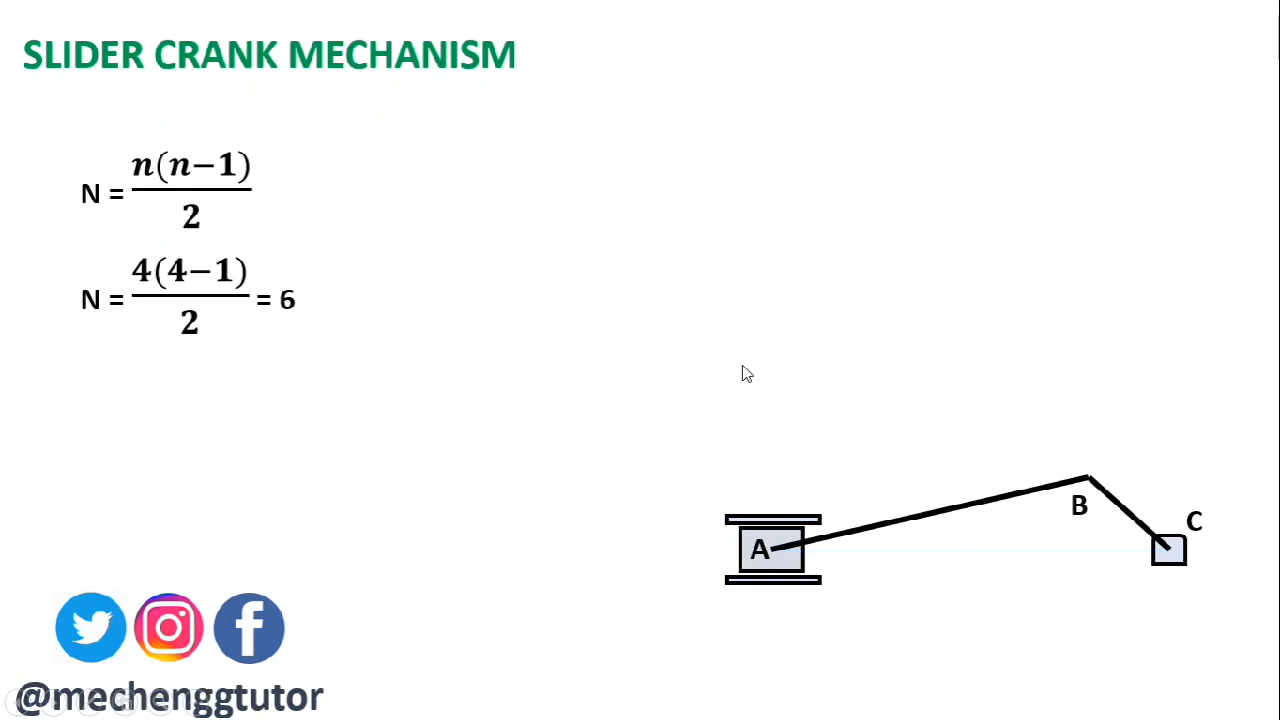 SLIDER CRANK MECHANISM
N = n(n−1)/2
N = 4(4−1)/2 = 6
A
B
C
@mechenggtutor